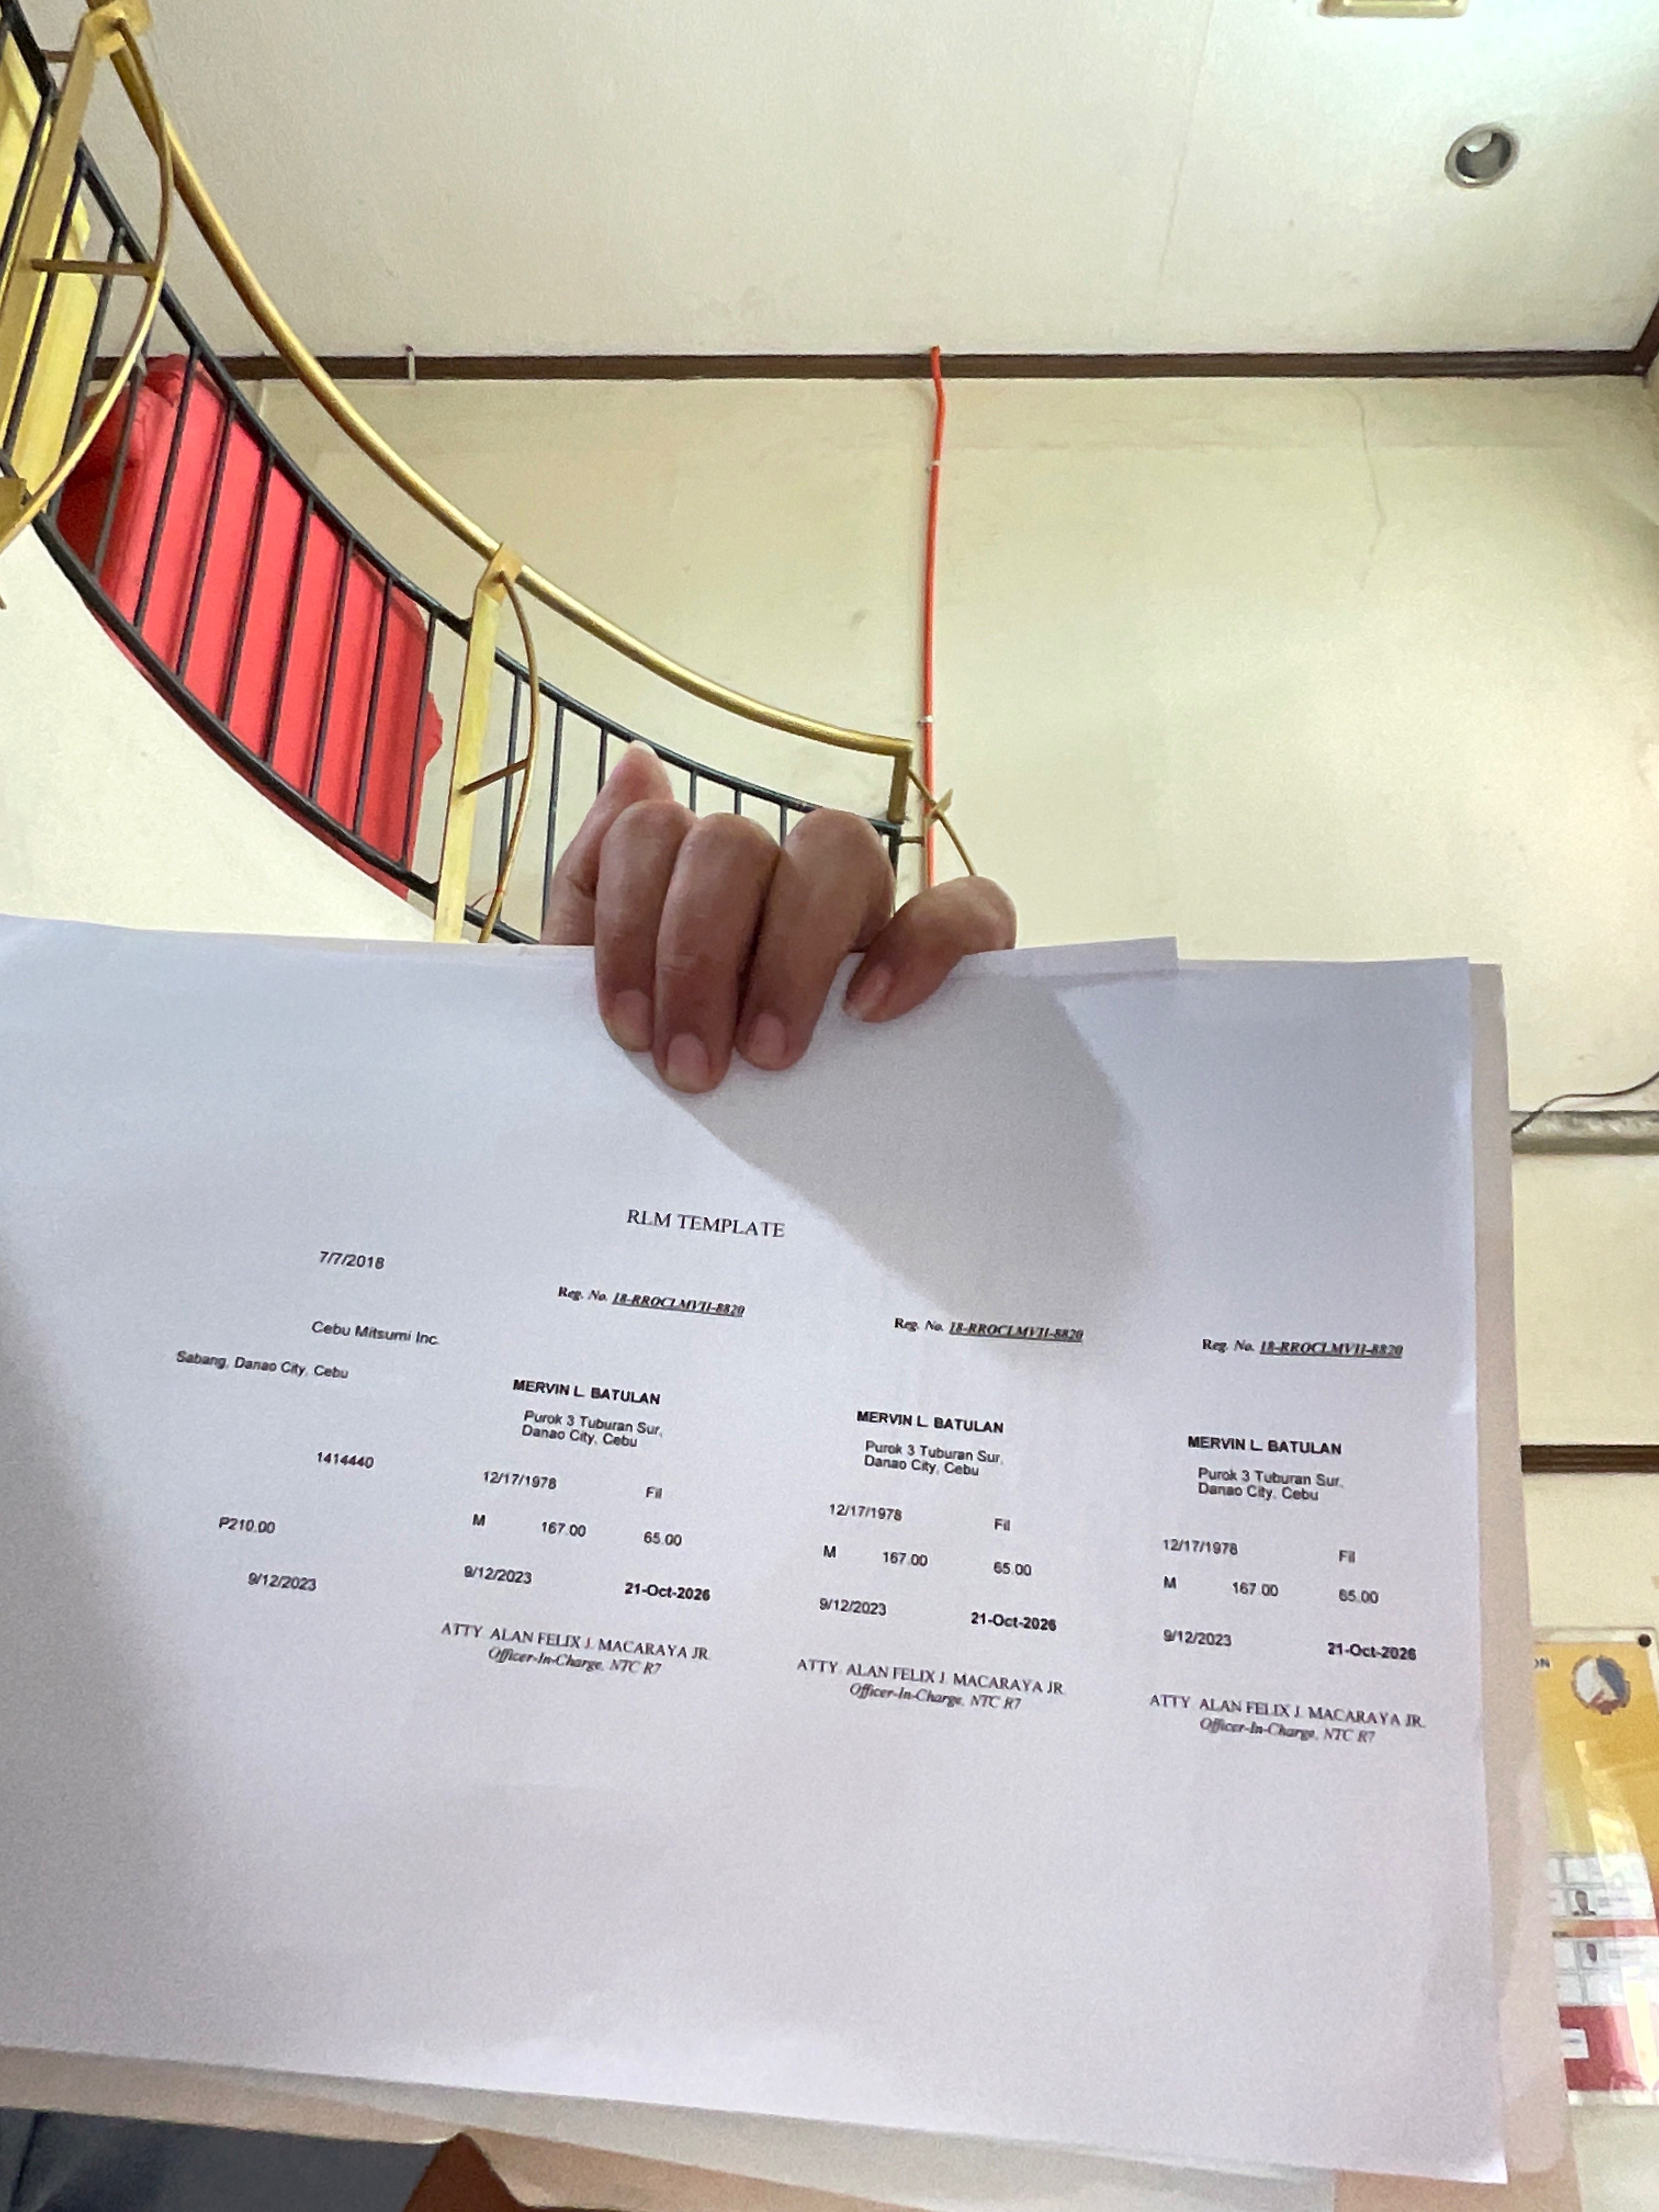 RLM TEMPLATE
7/7/2018
Cebu Mitsumi Inc.
Sabang, Danao City, Cebu
1414440
P210.00
9/12/2023
Reg. No. 18-RROCLMVII-8820
MERVIN L. BATULAN
Purok 3 Tuburan Sur,
Danao City, Cebu
12/17/1978 Fil
M 167.00 65.00
9/12/2023 21-Oct-2026
ATTY. ALAN FELIX J. MACARAYA JR.
Officer-In-Charge, NTC R7
Reg. No. 18-RROCLMVII-8820
MERVIN L. BATULAN
Purok 3 Tuburan Sur,
Danao City, Cebu
12/17/1978 Fil
M 167.00 65.00
9/12/2023 21-Oct-2026
ATTY. ALAN FELIX J. MACARAYA JR.
Officer-In-Charge, NTC R7
Reg. No. 18-RROCLMVII-8820
MERVIN L. BATULAN
Purok 3 Tuburan Sur,
Danao City, Cebu
12/17/1978 Fil
M 167.00 65.00
9/12/2023 21-Oct-2026
ATTY. ALAN FELIX J. MACARAYA JR.
Officer-In-Charge, NTC R7
ON